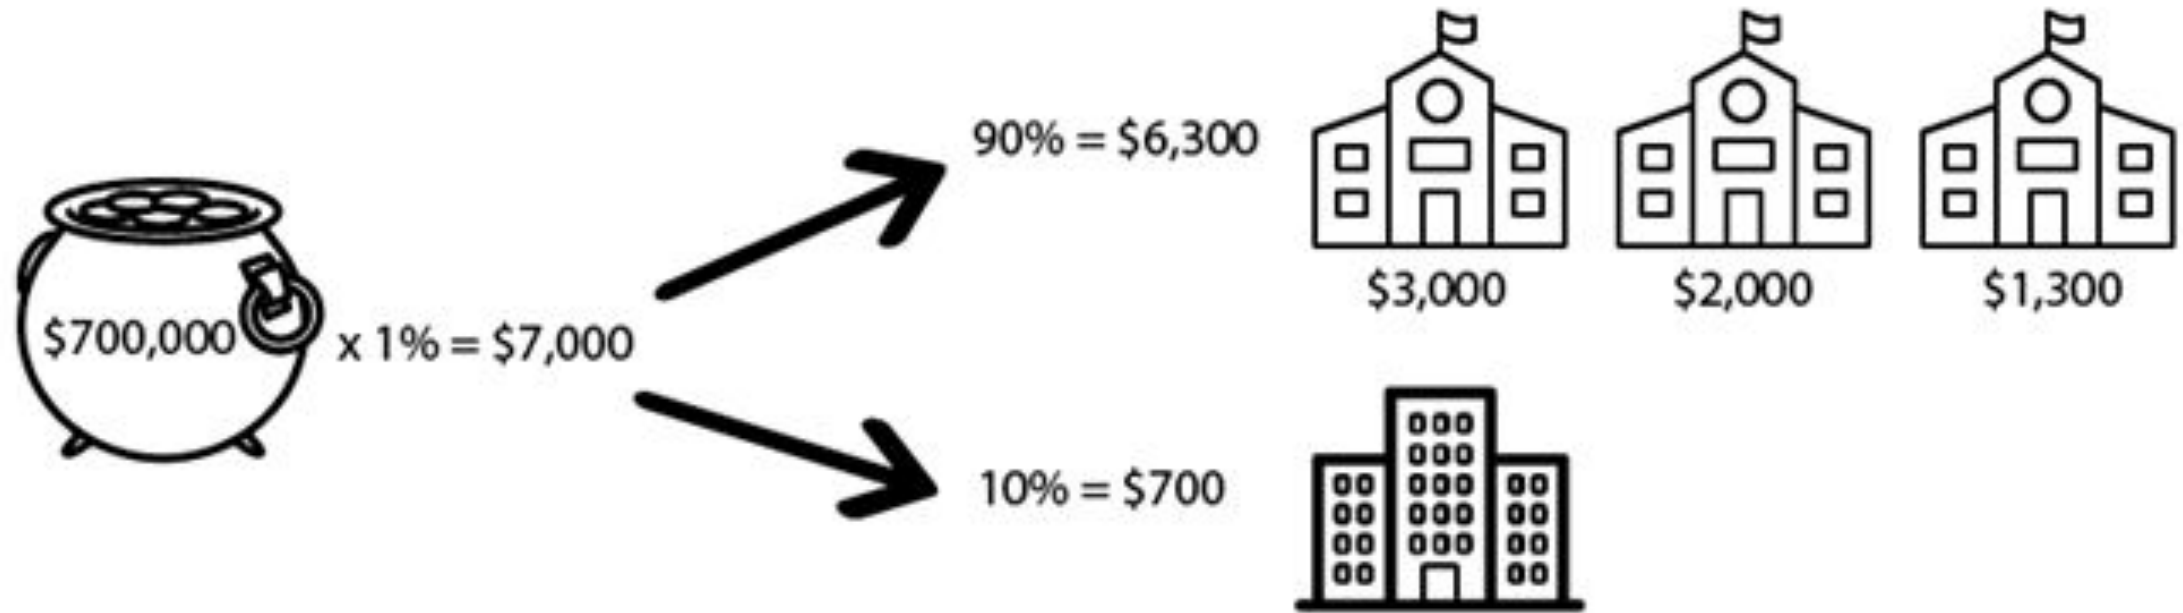 $700,000
x 1% = $7,000
90% = $6,300
$3,000
$2,000
$1,300
10% = $700